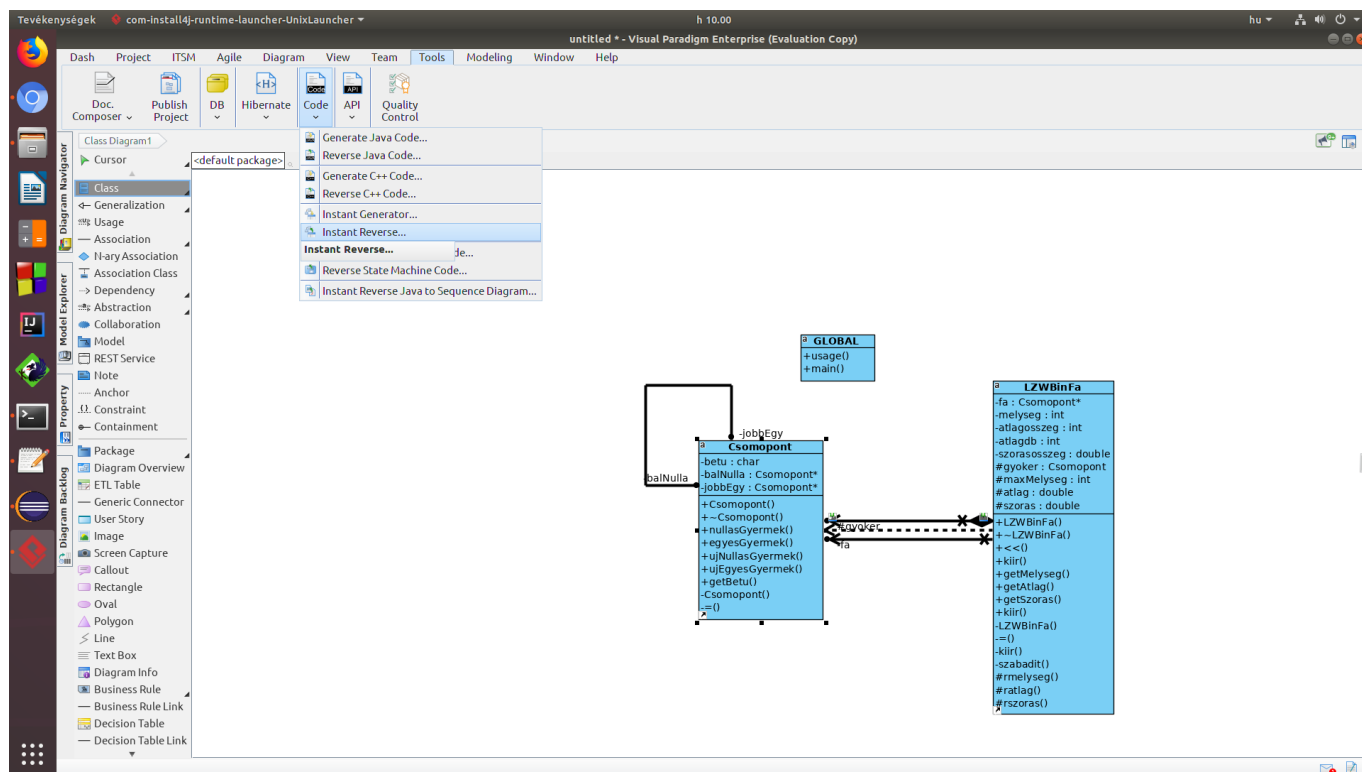 Tevékenységek com-install4j-runtime-launcher-UnixLauncher h 10.00 hu
untitled * - Visual Paradigm Enterprise (Evaluation Copy)
Dash Project ITSM Agile Diagram View Team Tools Modeling Window Help
Doc. Composer
Publish Project
DB
Hibernate
Code
API
Quality Control
Generate Java Code...
Reverse Java Code...
Generate C++ Code...
Reverse C++ Code...
Instant Generator...
Instant Reverse...
Instant Reverse...
de...
Reverse State Machine Code...
Instant Reverse Java to Sequence Diagram...
Diagram Navigator
Model Explorer
Property
Diagram Backlog
Class Diagram1
<default package>
Cursor
Class
Generalization
Usage
Association
N-ary Association
Association Class
Dependency
Abstraction
Collaboration
Model
REST Service
Note
Anchor
Constraint
Containment
Package
Diagram Overview
ETL Table
Generic Connector
User Story
Image
Screen Capture
Callout
Rectangle
Oval
Polygon
Line
Text Box
Diagram Info
Business Rule
Business Rule Link
Decision Table
Decision Table Link
GLOBAL
+usage()
+main()
-jobbEgy
balNulla
Csomopont
-betu : char
-balNulla : Csomopont*
-jobbEgy : Csomopont*
+Csomopont()
+~Csomopont()
+nullasGyermek()
+egyesGyermek()
+ujNullasGyermek()
+ujEgyesGyermek()
+getBetu()
-Csomopont()
-=()
#gyoker
fa
LZWBinFa
-fa : Csomopont*
-melyseg : int
-atlagosszeg : int
-atlagdb : int
-szorasosszeg : double
#gyoker : Csomopont
#maxMelyseg : int
#atlag : double
#szoras : double
+LZWBinFa()
+~LZWBinFa()
+<<()
+kiir()
+getMelyseg()
+getAtlag()
+getSzoras()
+kiir()
-LZWBinFa()
-=()
-kiir()
-szabadit()
#rmelyseg()
#ratlag()
#rszoras()